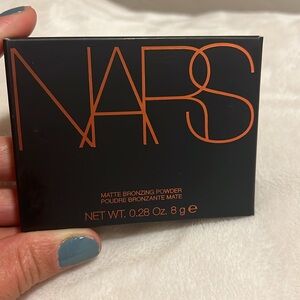 NARS
MATTE BRONZING POWDER
POUDRE BRONZANTE MATE
NET WT. 0.28 Oz. 8 g ℮